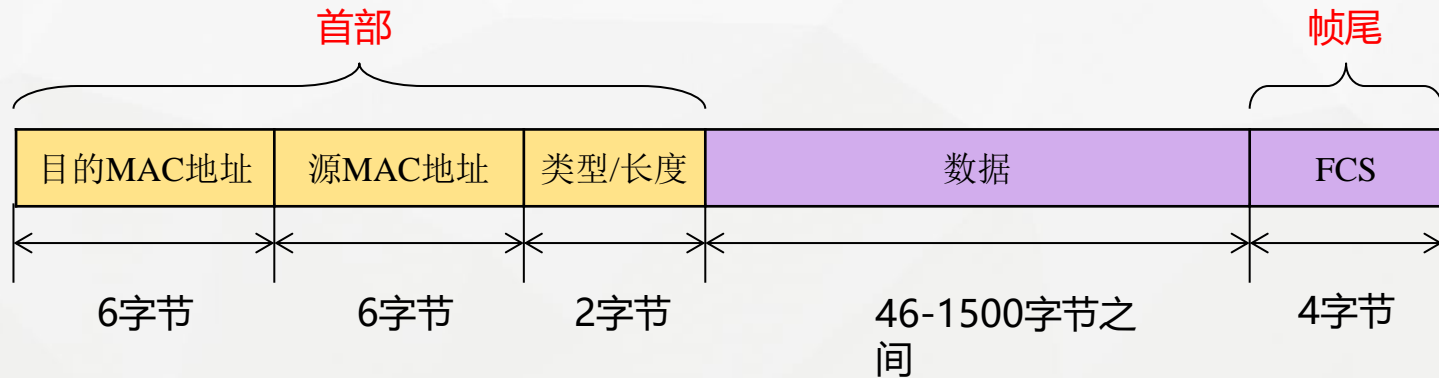 首部
帧尾
目的MAC地址
源MAC地址
类型/长度
数据
FCS
6字节
6字节
2字节
46-1500字节之
间
4字节